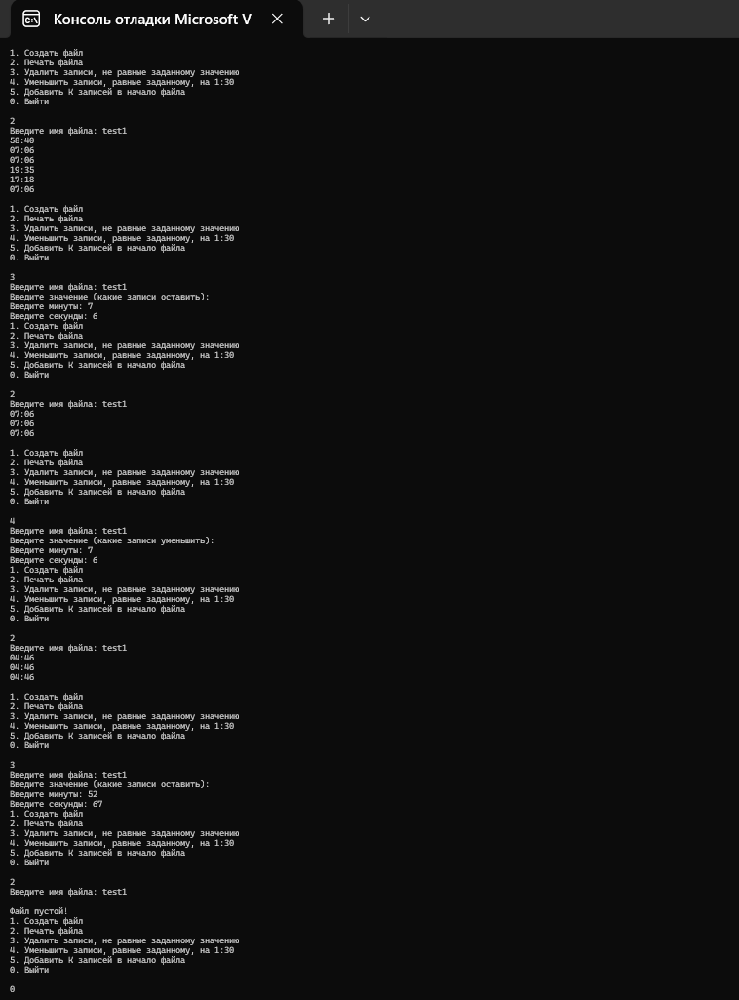 Консоль отладки Microsoft Vi
1. Создать файл
2. Печать файла
3. Удалить записи, не равные заданному значению
4. Уменьшить записи, равные заданному, на 1:30
5. Добавить К записей в начало файла
0. Выйти
2
Введите имя файла: test1
58:40
07:06
07:06
19:35
17:18
07:06
1. Создать файл
2. Печать файла
3. Удалить записи, не равные заданному значению
4. Уменьшить записи, равные заданному, на 1:30
5. Добавить К записей в начало файла
0. Выйти
3
Введите имя файла: test1
Введите значение (какие записи оставить):
Введите минуты: 7
Введите секунды: 6
1. Создать файл
2. Печать файла
3. Удалить записи, не равные заданному значению
4. Уменьшить записи, равные заданному, на 1:30
5. Добавить К записей в начало файла
0. Выйти
2
Введите имя файла: test1
07:06
07:06
07:06
1. Создать файл
2. Печать файла
3. Удалить записи, не равные заданному значению
4. Уменьшить записи, равные заданному, на 1:30
5. Добавить К записей в начало файла
0. Выйти
4
Введите имя файла: test1
Введите значение (какие записи уменьшить):
Введите минуты: 7
Введите секунды: 6
1. Создать файл
2. Печать файла
3. Удалить записи, не равные заданному значению
4. Уменьшить записи, равные заданному, на 1:30
5. Добавить К записей в начало файла
0. Выйти
2
Введите имя файла: test1
04:46
04:46
04:46
1. Создать файл
2. Печать файла
3. Удалить записи, не равные заданному значению
4. Уменьшить записи, равные заданному, на 1:30
5. Добавить К записей в начало файла
0. Выйти
3
Введите имя файла: test1
Введите значение (какие записи оставить):
Введите минуты: 52
Введите секунды: 67
1. Создать файл
2. Печать файла
3. Удалить записи, не равные заданному значению
4. Уменьшить записи, равные заданному, на 1:30
5. Добавить К записей в начало файла
0. Выйти
2
Введите имя файла: test1
Файл пустой!
1. Создать файл
2. Печать файла
3. Удалить записи, не равные заданному значению
4. Уменьшить записи, равные заданному, на 1:30
5. Добавить К записей в начало файла
0. Выйти
0